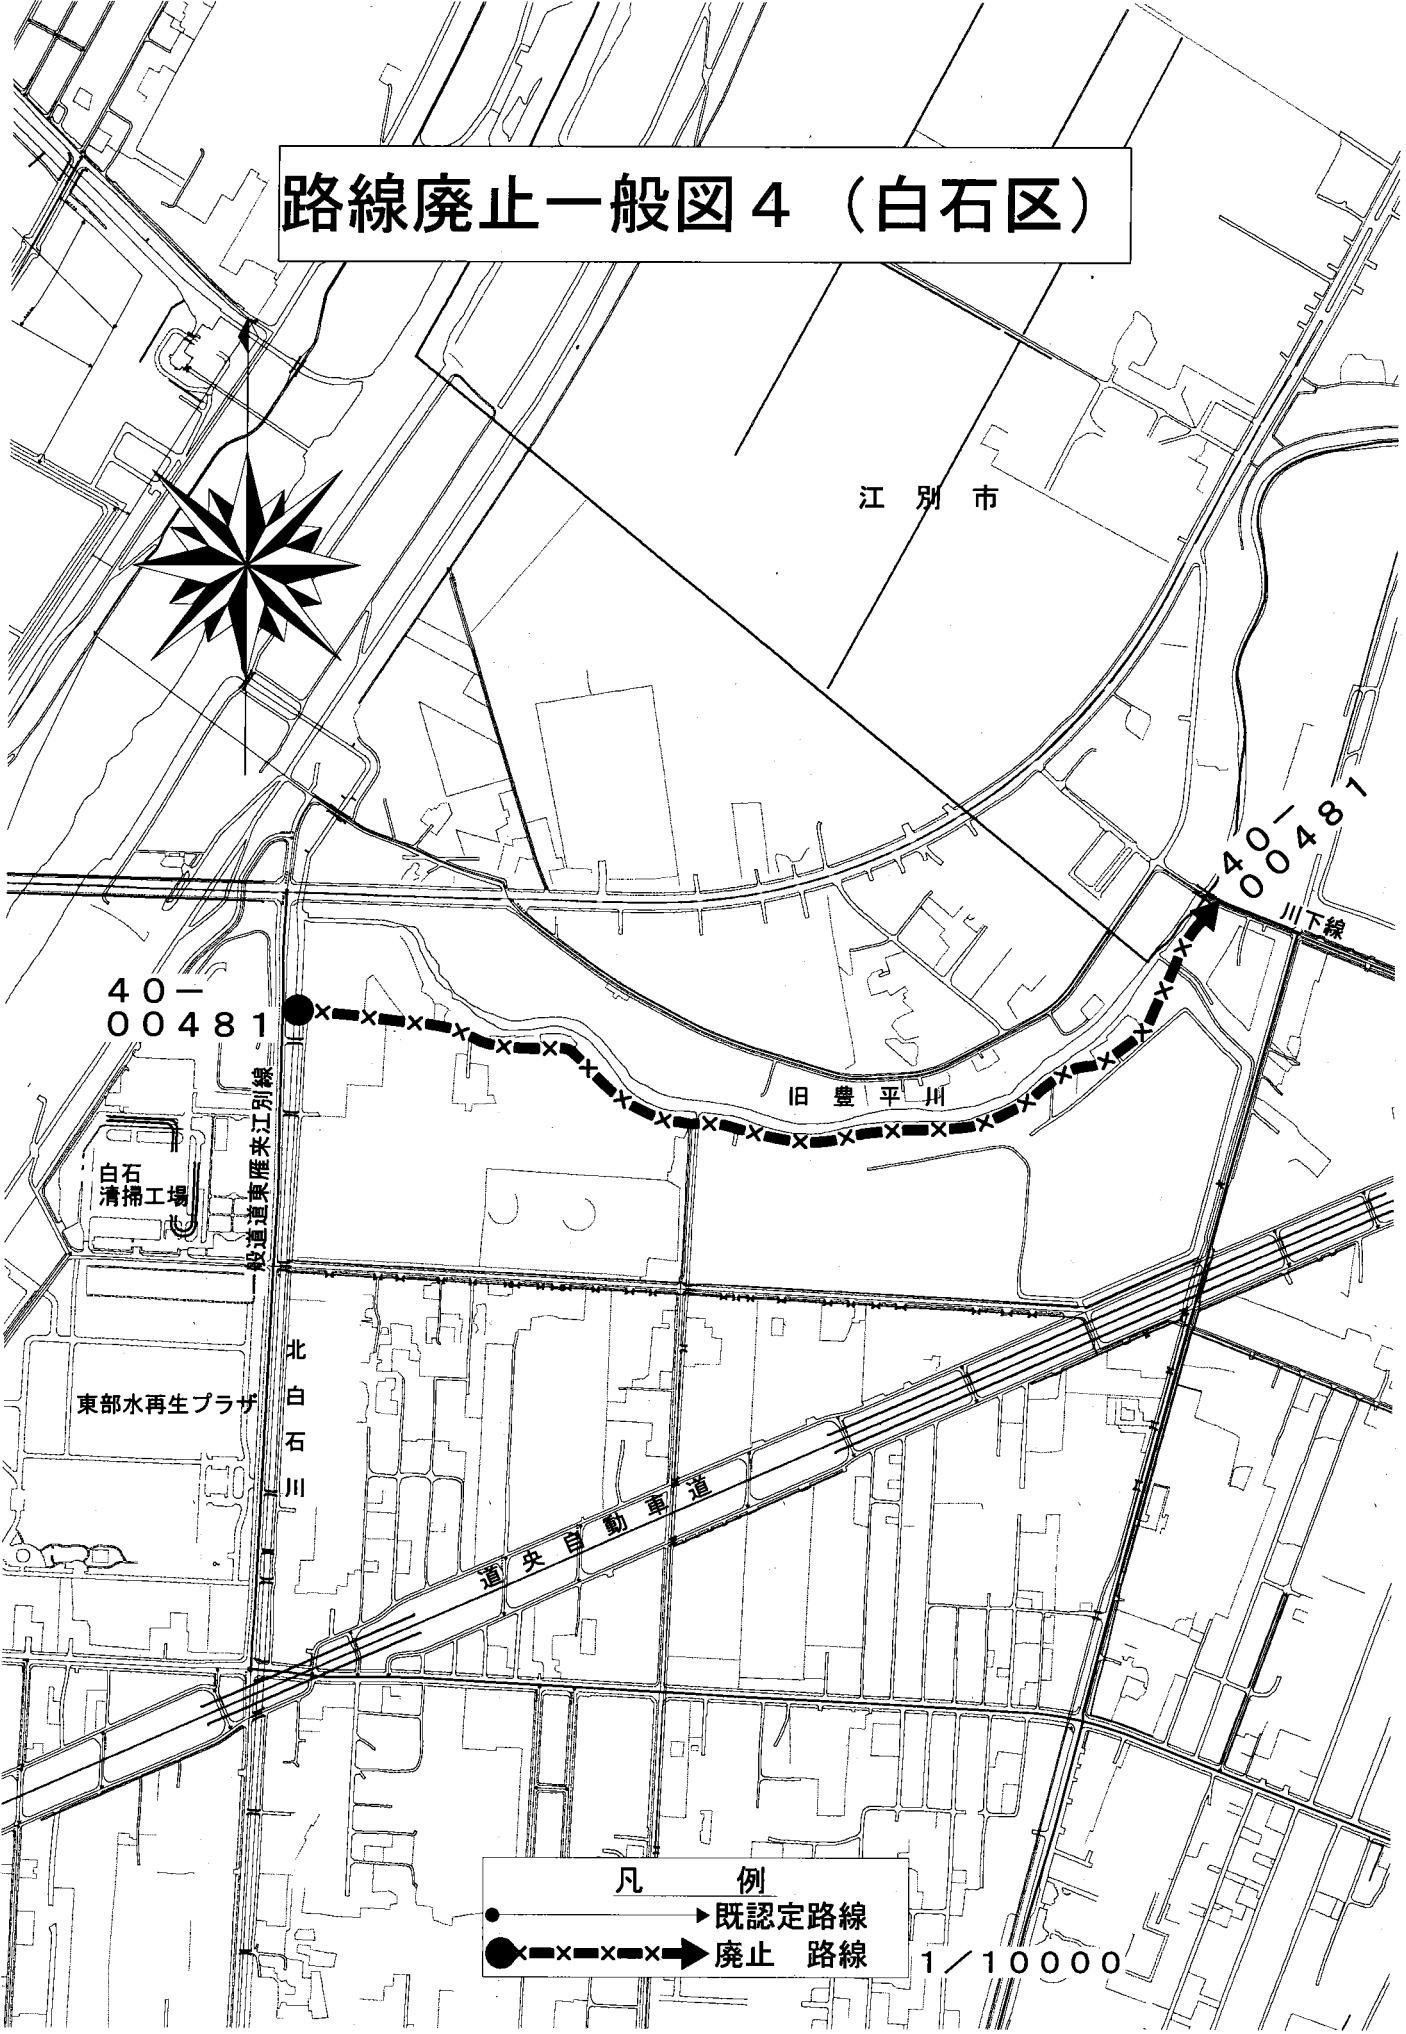 路線廃止一般図４（白石区）
江別市
４０－
００４８１
川下線
４０－
００４８１
旧豊平川
一般道道東雁来江別線
白石
清掃工場
北白石川
東部水再生プラザ
道央自動車道
凡例
既認定路線
廃止　路線
１／１００００